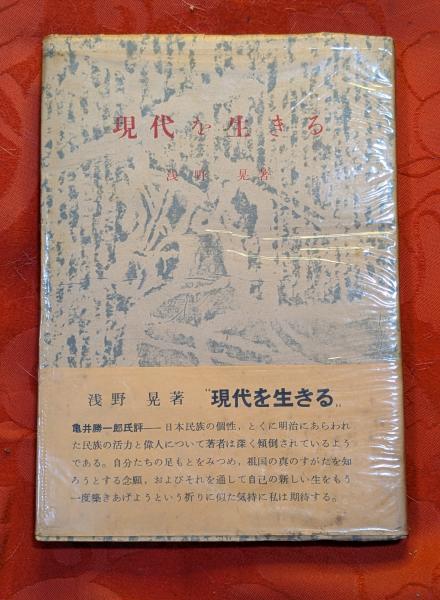 現代を生きる
浅野 晃著
浅野 晃著 “現代を生きる„
亀井勝一郎氏評――日本民族の個性，とくに明治にあらわれ
た民族の活力と偉人について著者は深く傾倒されているよう
である。自分たちの足もとをみつめ，祖国の真のすがたを知
ろうとする念願，およびそれを通して自己の新しい生をもう
一度築きあげようという祈りに似た気持に私は期待する。